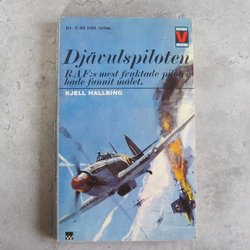 Kr. 2:65 inkl. oms.
Djävulspiloten
RAF:s mest fruktade pilot
hade funnit målet.
KJELL HALLBING